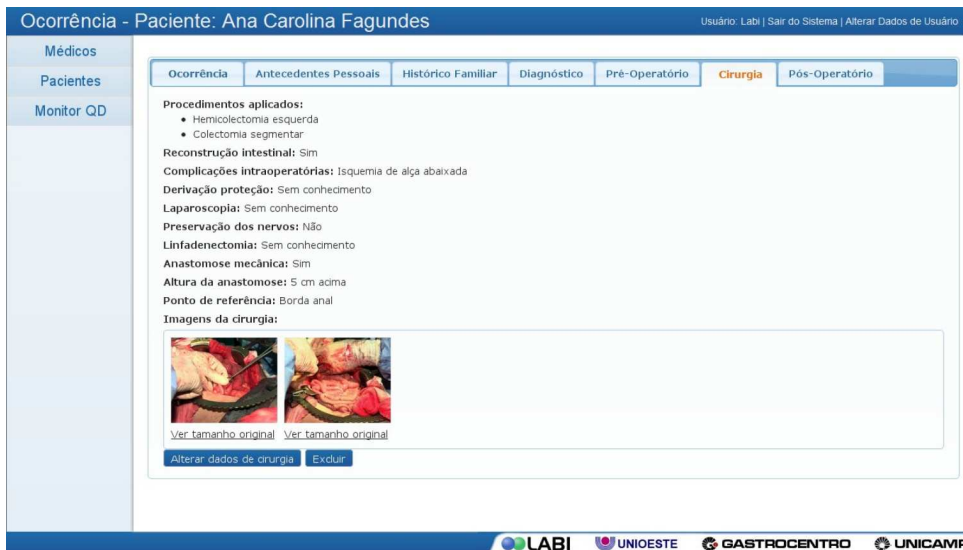 Ocorrência - Paciente: Ana Carolina Fagundes
Usuário: Labi | Sair do Sistema | Alterar Dados de Usuário
Médicos
Pacientes
Monitor QD
Ocorrência
Antecedentes Pessoais
Histórico Familiar
Diagnóstico
Pré-Operatório
Cirurgia
Pós-Operatório
Procedimentos aplicados:
• Hemicolectomia esquerda
• Colectomia segmentar
Reconstrução intestinal: Sim
Complicações intraoperatórias: Isquemia de alça abaixada
Derivação proteção: Sem conhecimento
Laparoscopia: Sem conhecimento
Preservação dos nervos: Não
Linfadenectomia: Sem conhecimento
Anastomose mecânica: Sim
Altura da anastomose: 5 cm acima
Ponto de referência: Borda anal
Imagens da cirurgia:
Ver tamanho original Ver tamanho original
Alterar dados de cirurgia Excluir
LABI UNIOESTE GASTROCENTRO UNICAMP